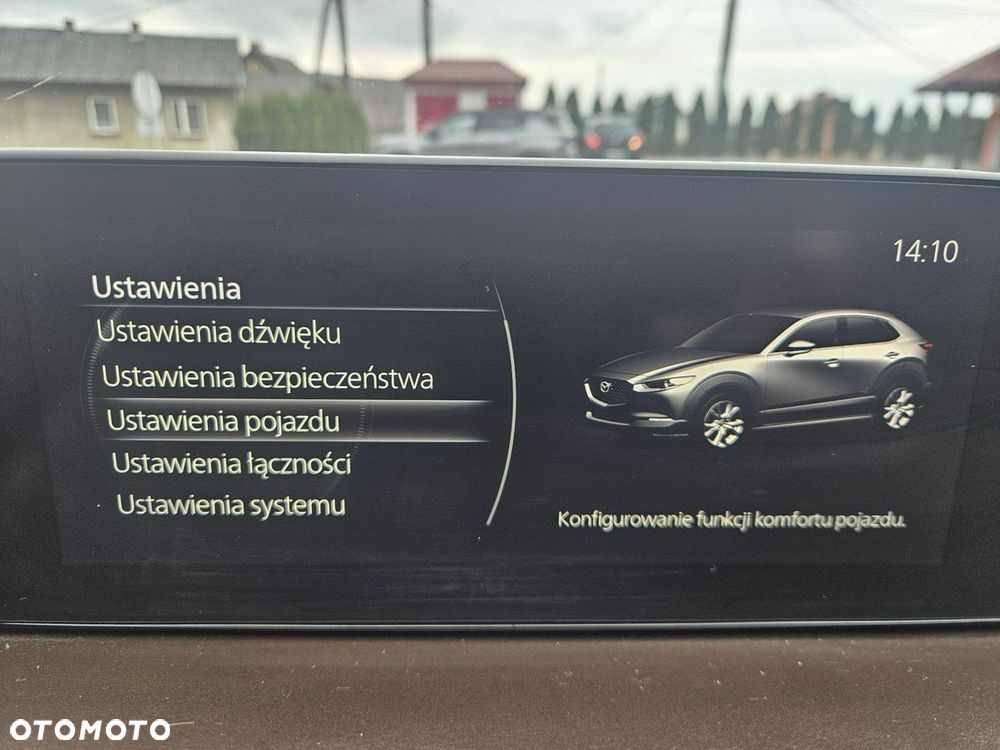 14:10
Ustawienia
Ustawienia dźwięku
Ustawienia bezpieczeństwa
Ustawienia pojazdu
Ustawienia łączności
Ustawienia systemu
Konfigurowanie funkcji komfortu pojazdu.
OTOMOTO